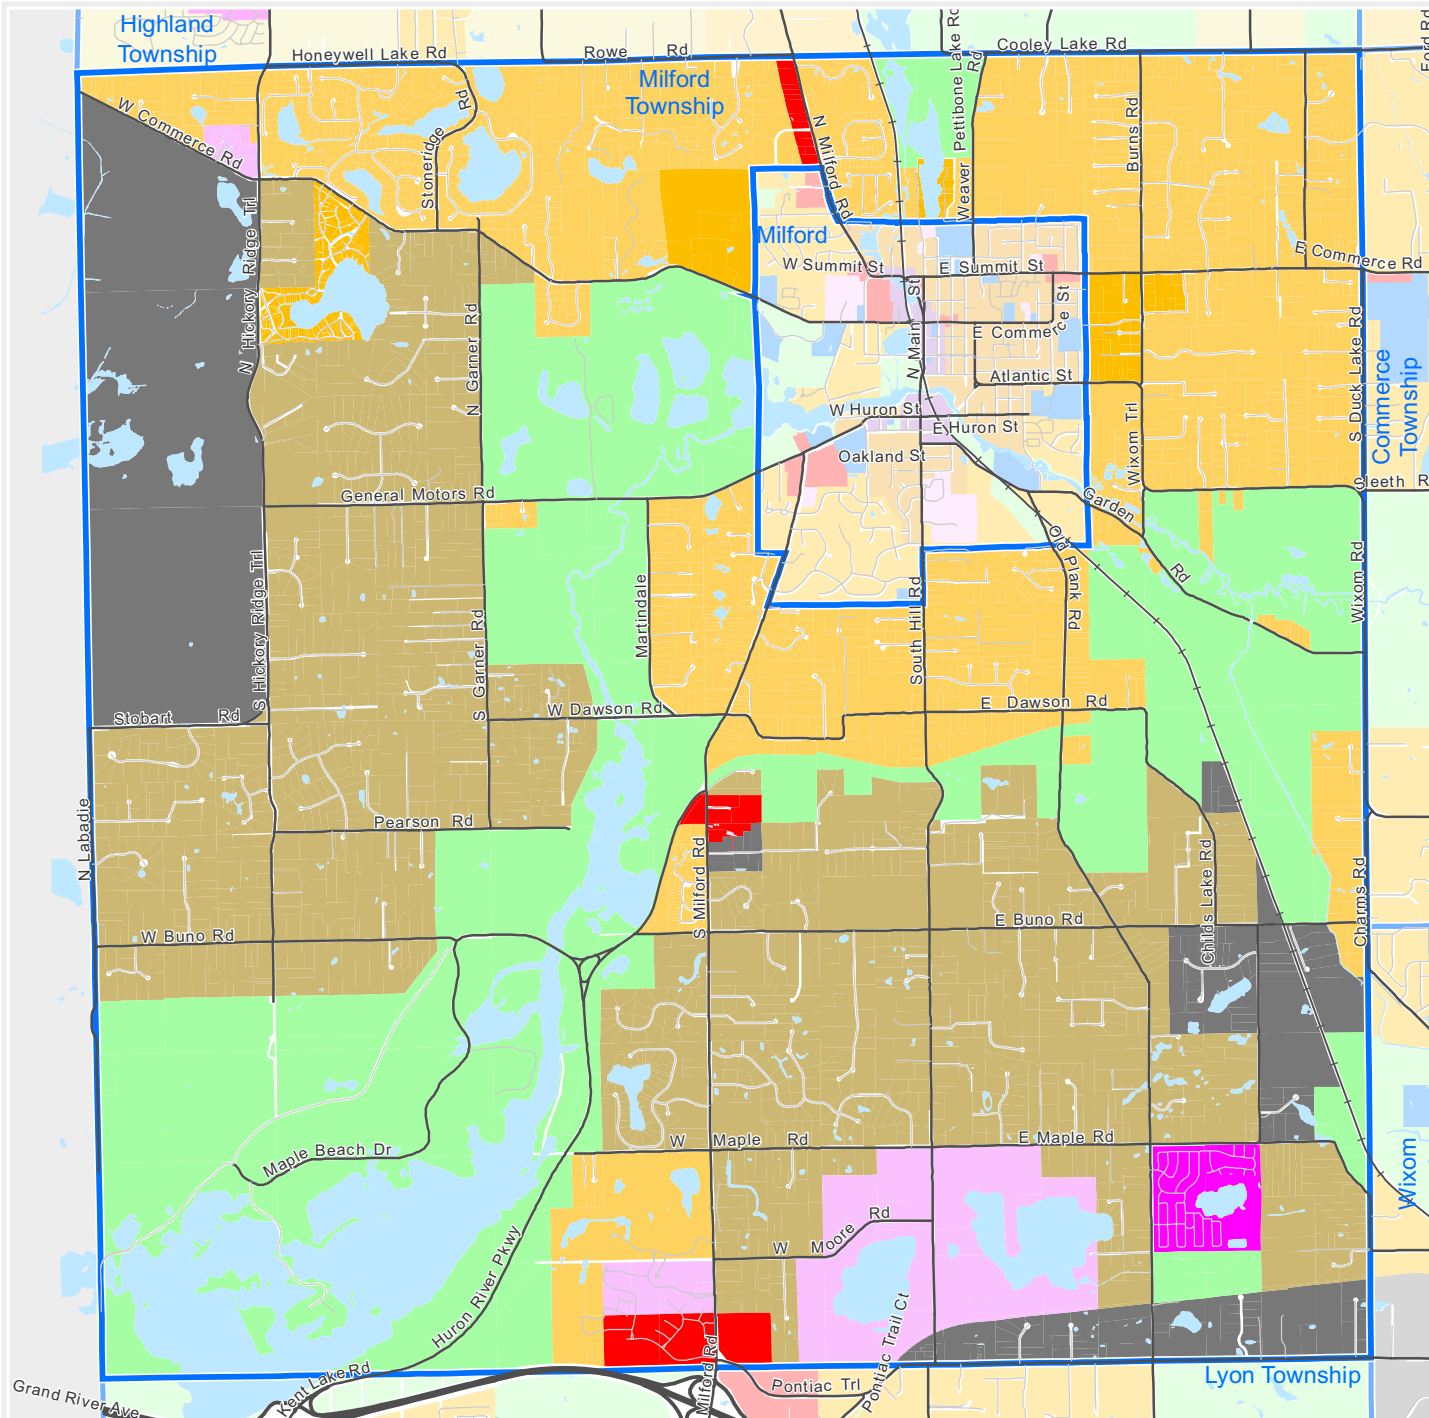 Highland
Township
Honeywell Lake Rd
Rowe Rd
Cooley Lake Rd
Ford Rd
Milford
Township
W Commerce Rd
Stoneridge
Rd
N Milford Rd
Pettibone Lake Rd
Weaver
Rd
Burns Rd
N Hickory Ridge Trl
Milford
W Summit St
E Summit St
E Commerce Rd
N Garner Rd
N Main St
E Commerce St
Atlantic St
S Duck Lake Rd
Commerce
Township
W Huron St
E Huron St
Oakland St
Wixom Trl
Sleeth R
General Motors Rd
Garden
Rd
Old Plank Rd
Wixom Rd
S Hickory Ridge Trl
Martindale
South Hill Rd
S Garner Rd
Stobart Rd
W Dawson Rd
E Dawson Rd
N Labadie
Pearson Rd
S Milford Rd
Childs Lake Rd
Charms Rd
W Buno Rd
E Buno Rd
Maple Beach Dr
W Maple Rd
E Maple Rd
Wixom
W Moore Rd
Huron River Pkwy
Pontiac Trail Ct
Milford Rd
Lyon Township
Kent Lake Rd
Pontiac Trl
Grand River Ave